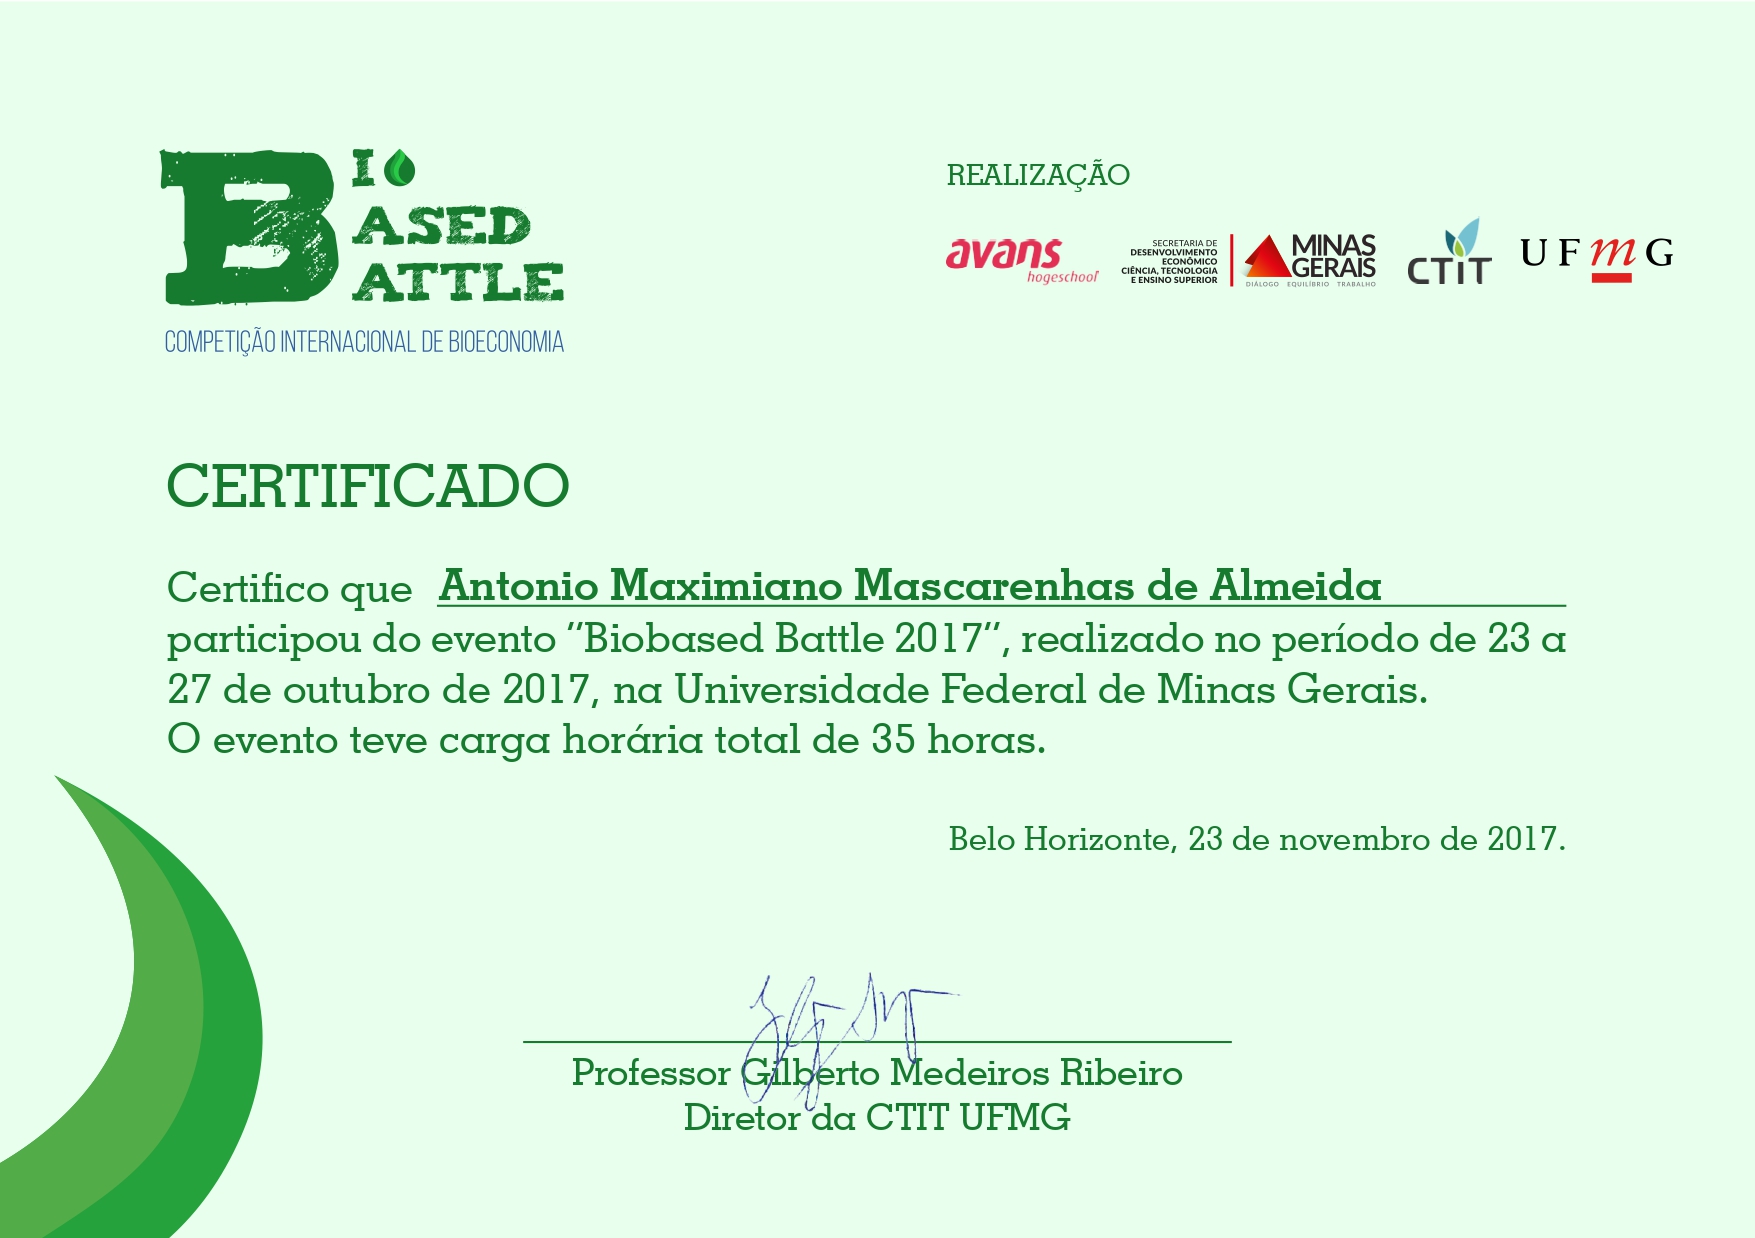 BIO
BASED
BATTLE
COMPETIÇÃO INTERNACIONAL DE BIOECONOMIA
REALIZAÇÃO
avans
hogeschool
SECRETARIA DE
DESENVOLVIMENTO
ECONÔMICO
CIÊNCIA, TECNOLOGIA
E ENSINO SUPERIOR
MINAS
GERAIS
DIÁLOGO EQUILÍBRIO TRABALHO
CTIT
UFMG
CERTIFICADO
Certifico que Antonio Maximiano Mascarenhas de Almeida
participou do evento "Biobased Battle 2017", realizado no período de 23 a
27 de outubro de 2017, na Universidade Federal de Minas Gerais.
O evento teve carga horária total de 35 horas.
Belo Horizonte, 23 de novembro de 2017.
Professor Gilberto Medeiros Ribeiro
Diretor da CTIT UFMG